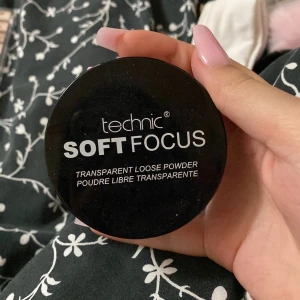 technic®
SOFT FOCUS
TRANSPARENT LOOSE POWDER
POUDRE LIBRE TRANSPARENTE